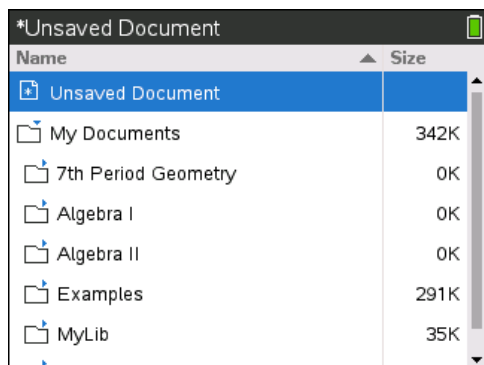 *Unsaved Document
Name Size
Unsaved Document
My Documents 342K
7th Period Geometry 0K
Algebra I 0K
Algebra II 0K
Examples 291K
MyLib 35K